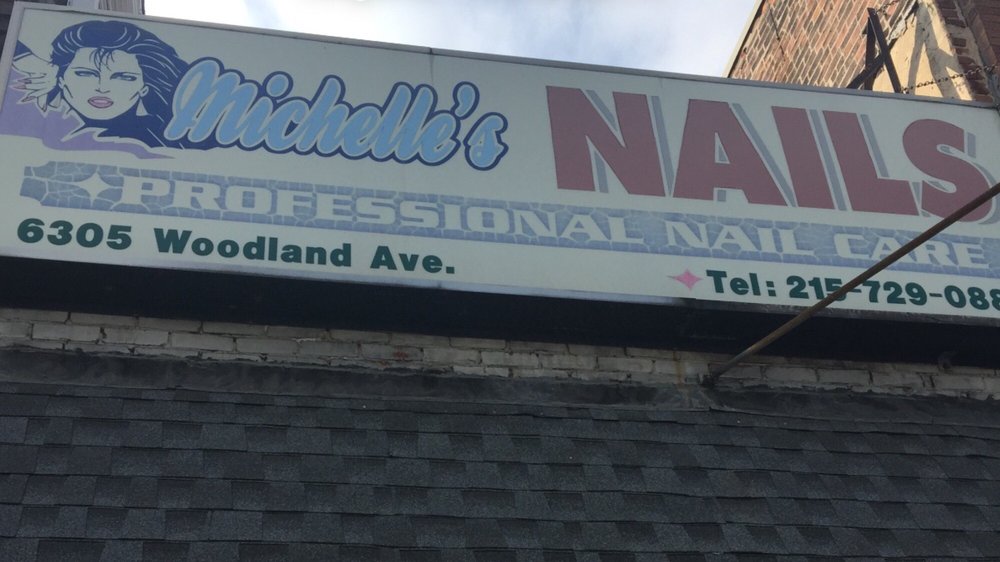 Michelle's NAILS
PROFESSIONAL NAIL CARE
6305 Woodland Ave. Tel: 215-729-088